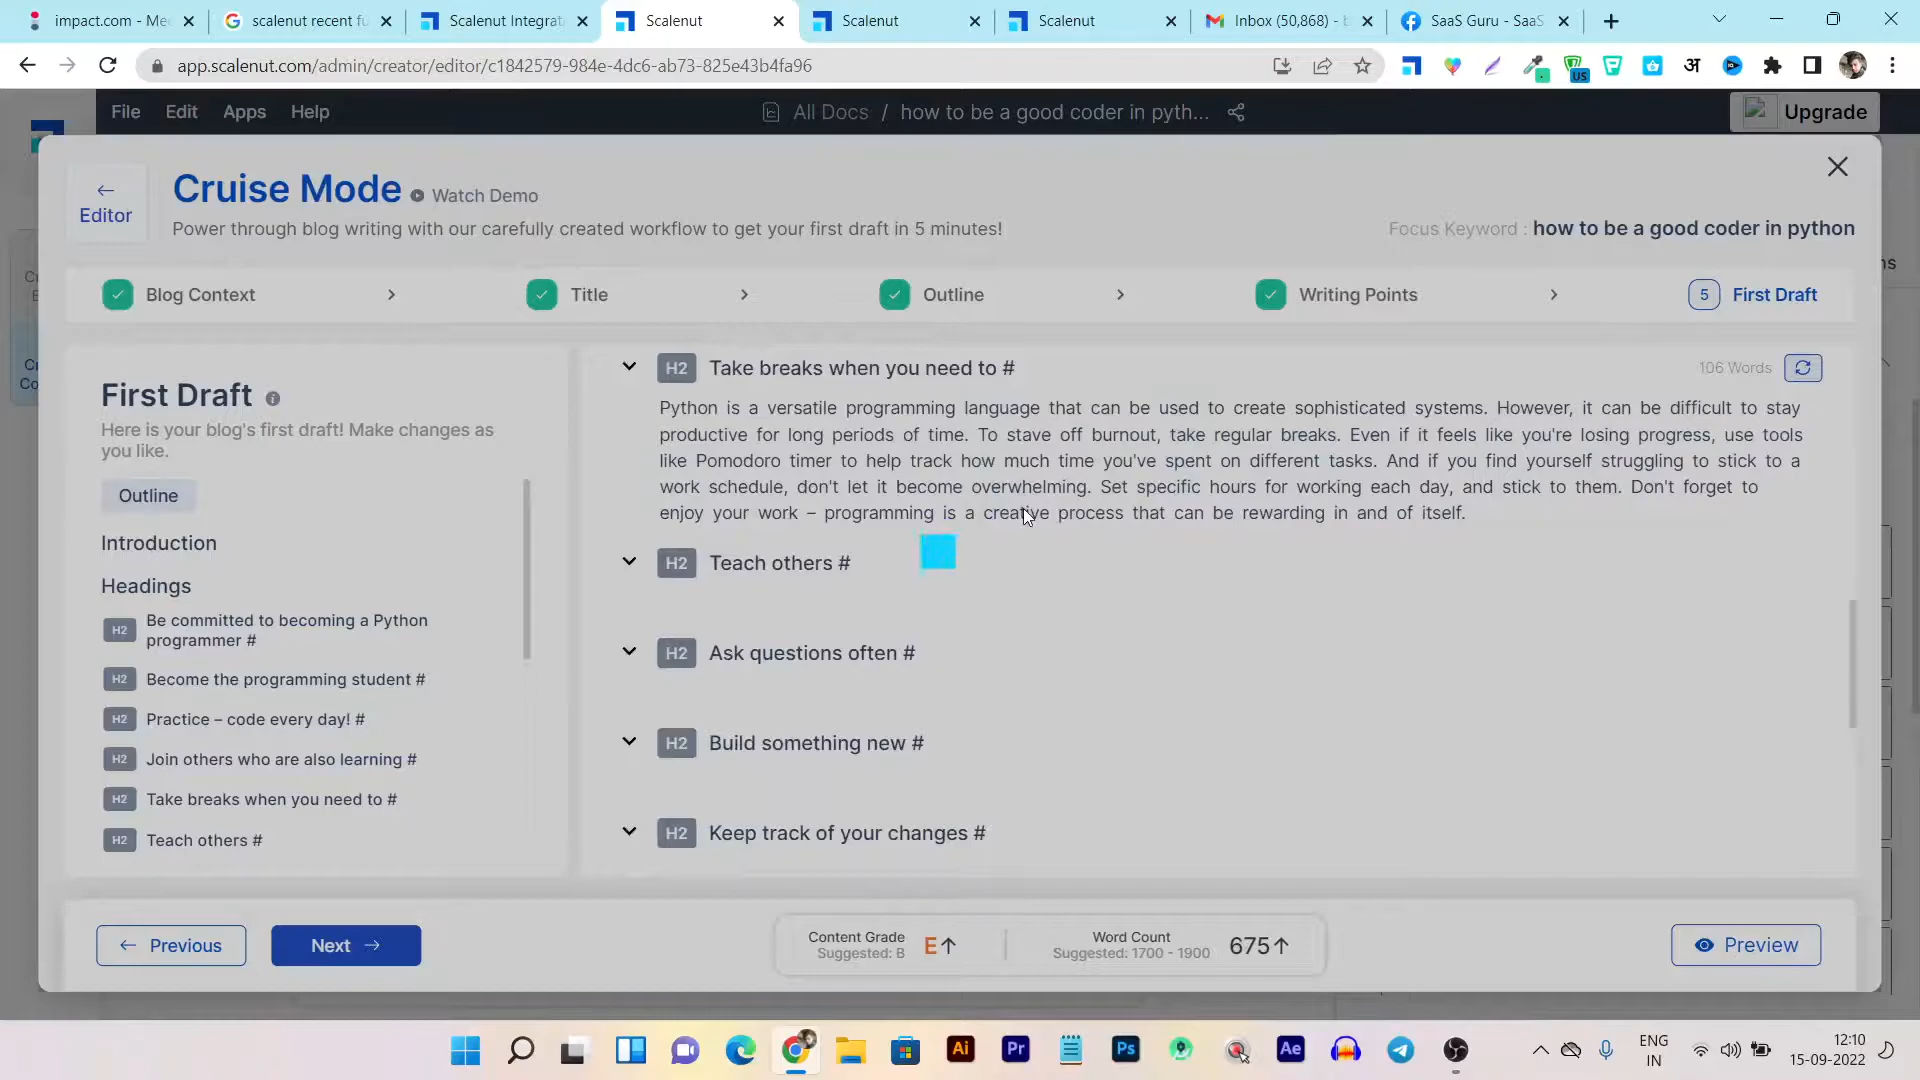 impact.com - Me
scalenut recent fu
Scalenut Integrat
Scalenut
Scalenut
Scalenut
Inbox (50,868) - b
SaaS Guru - SaaS
app.scalenut.com/admin/creator/editor/c1842579-984e-4dc6-ab73-825e43b4fa96
US
अ
File Edit Apps Help
All Docs / how to be a good coder in pyth...
Upgrade
Editor
Cruise Mode
Watch Demo
Power through blog writing with our carefully created workflow to get your first draft in 5 minutes!
Focus Keyword : how to be a good coder in python
Blog Context
Title
Outline
Writing Points
5 First Draft
First Draft
Here is your blog's first draft! Make changes as
you like.
Outline
Introduction
Headings
H2 Be committed to becoming a Python
programmer #
H2 Become the programming student #
H2 Practice – code every day! #
H2 Join others who are also learning #
H2 Take breaks when you need to #
H2 Teach others #
H2 Take breaks when you need to #
106 Words
Python is a versatile programming language that can be used to create sophisticated systems. However, it can be difficult to stay
productive for long periods of time. To stave off burnout, take regular breaks. Even if it feels like you're losing progress, use tools
like Pomodoro timer to help track how much time you've spent on different tasks. And if you find yourself struggling to stick to a
work schedule, don't let it become overwhelming. Set specific hours for working each day, and stick to them. Don't forget to
enjoy your work – programming is a creative process that can be rewarding in and of itself.
H2 Teach others #
H2 Ask questions often #
H2 Build something new #
H2 Keep track of your changes #
Previous
Next
Content Grade
Suggested: B
E
Word Count
Suggested: 1700 - 1900
675
Preview
Ai
Pr
Ps
Ae
ENG
IN
12:10
15-09-2022